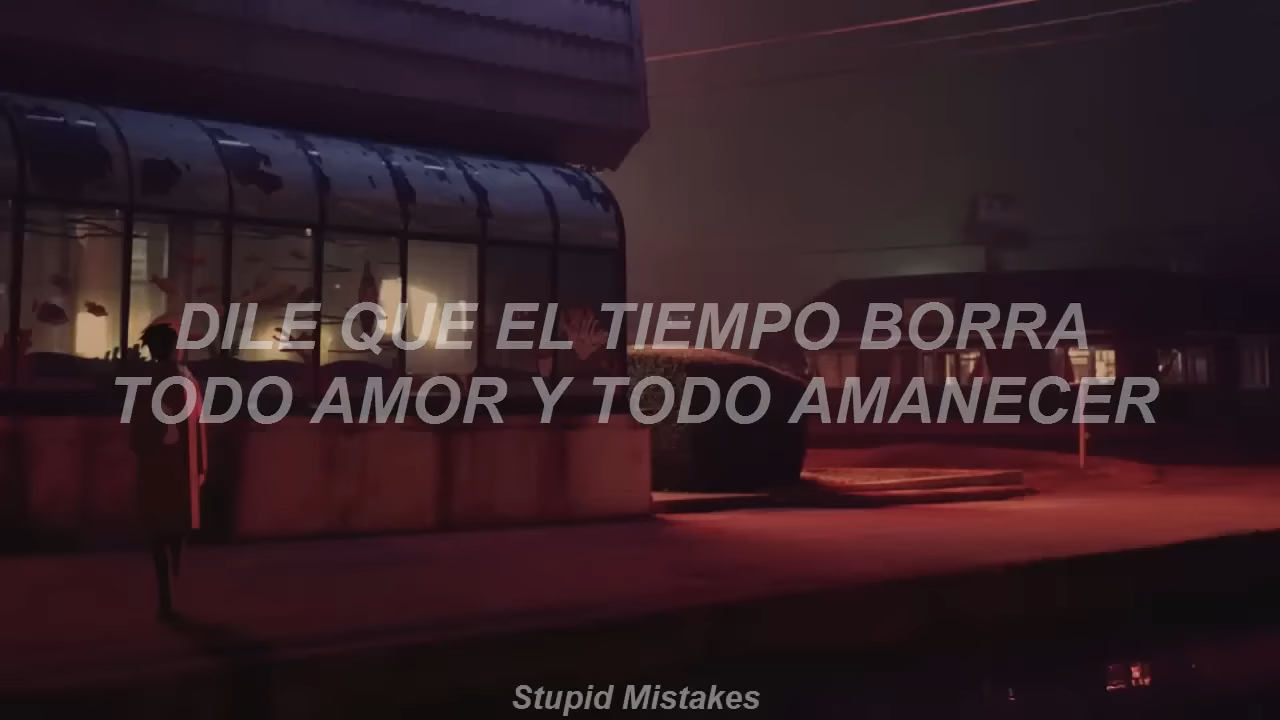 DILE QUE EL TIEMPO BORRA
TODO AMOR Y TODO AMANECER
Stupid Mistakes